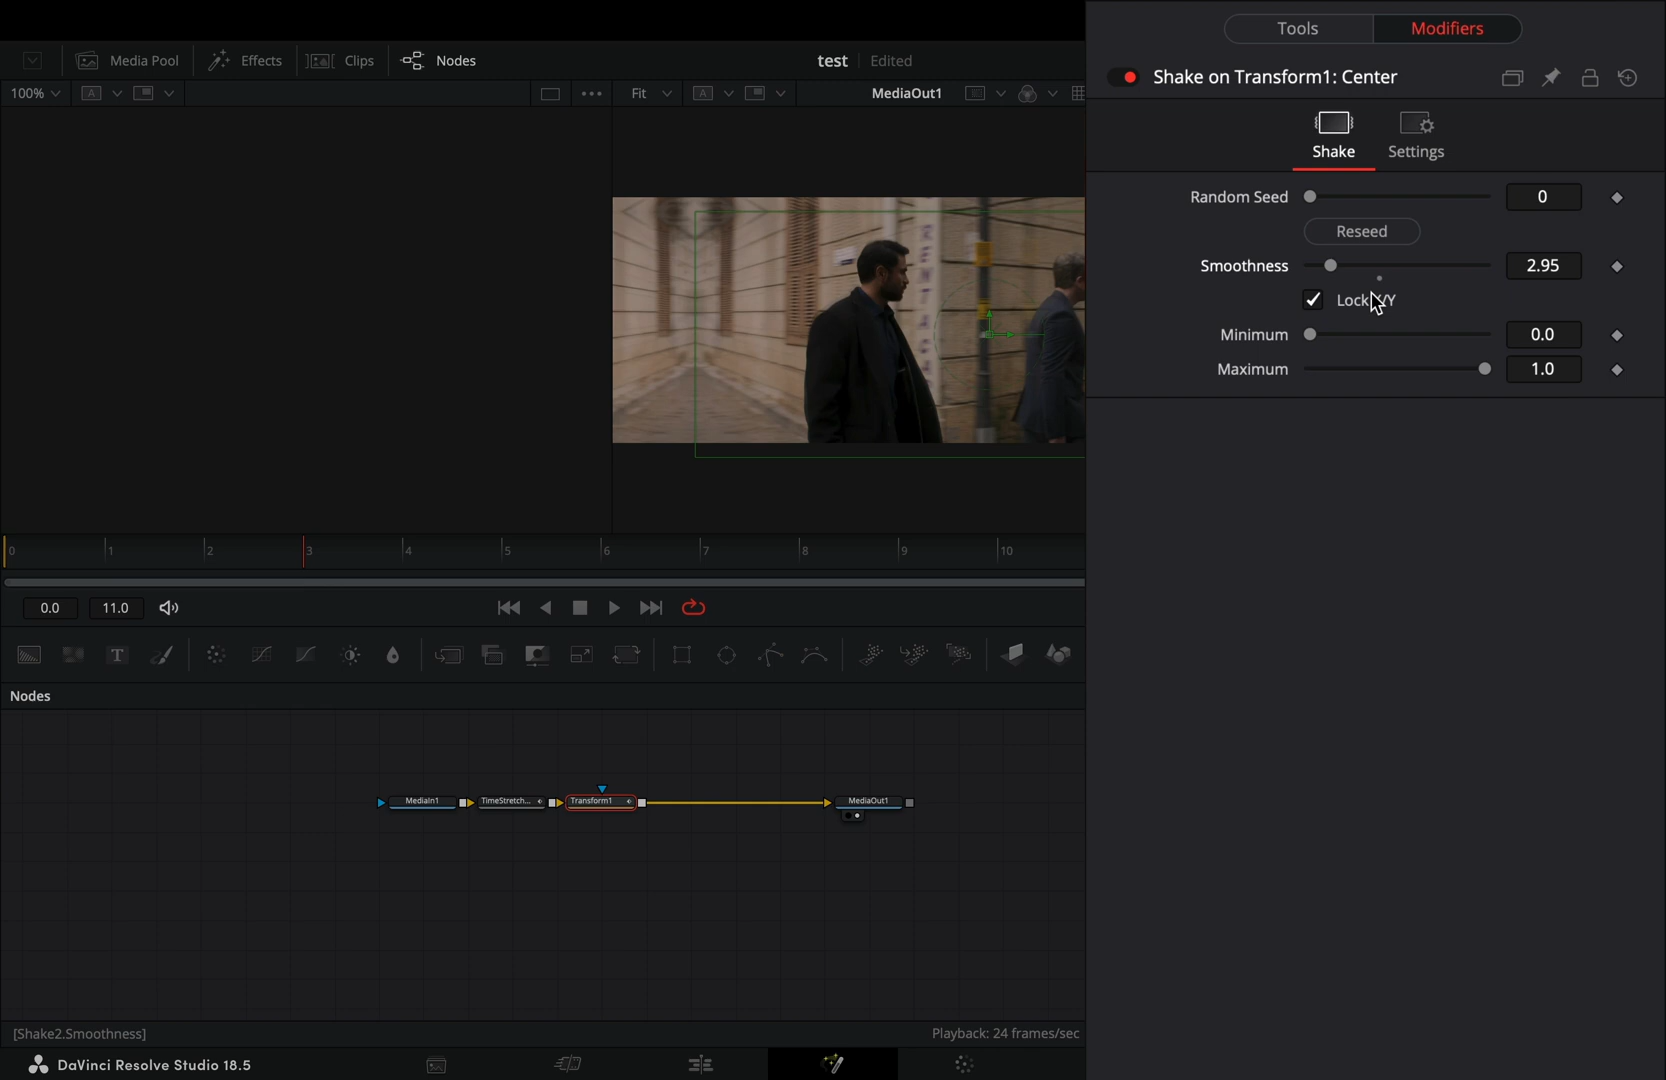 Tools Modifiers
Media Pool Effects Clips Nodes test Edited
Shake on Transform1: Center
100% A Fit A MediaOut1
Shake Settings
Random Seed 0
Reseed
Smoothness 2.95
Lock X/Y
Minimum 0.0
Maximum 1.0
0 1 2 3 4 5 6 7 8 9 10
0.0 11.0
T
Nodes
MediaIn1 TimeStretch... Transform1 MediaOut1
[Shake2.Smoothness] Playback: 24 frames/sec
DaVinci Resolve Studio 18.5